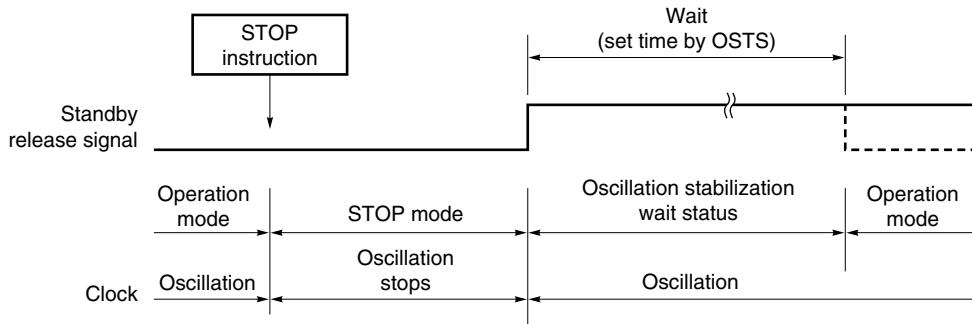 STOP
instruction
Wait
(set time by OSTS)
Standby
release signal
Operation
mode
STOP mode
Oscillation stabilization
wait status
Operation
mode
Clock
Oscillation
Oscillation
stops
Oscillation